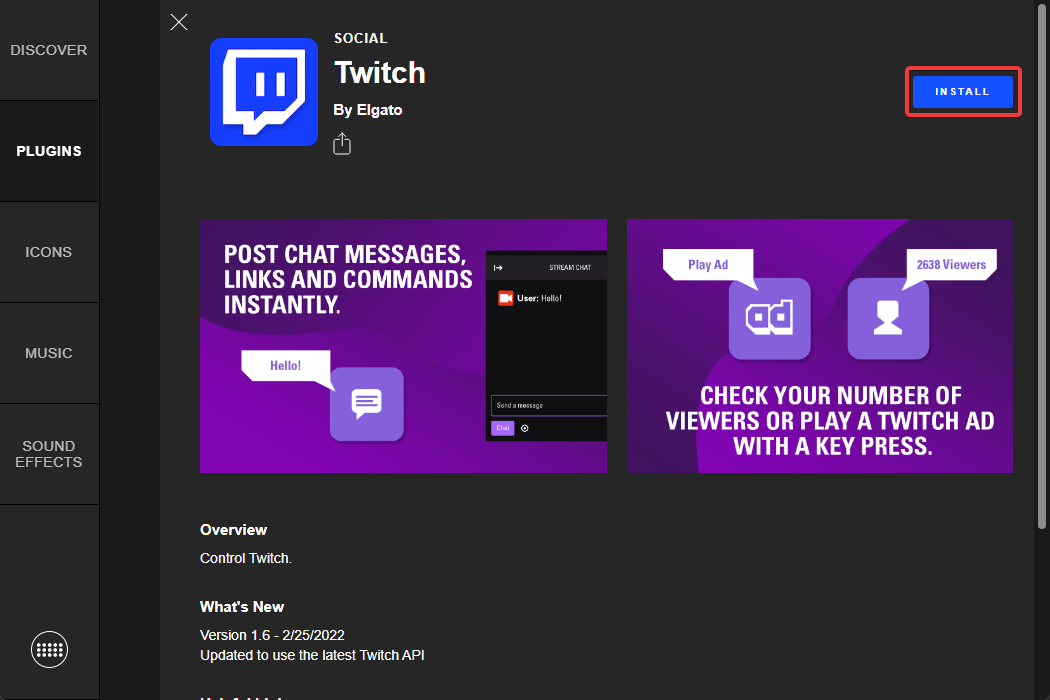 DISCOVER
PLUGINS
ICONS
MUSIC
SOUND
EFFECTS
SOCIAL
Twitch
By Elgato
INSTALL
POST CHAT MESSAGES,
LINKS AND COMMANDS
INSTANTLY.
Hello!
STREAM CHAT
User: Hello!
Send a message
Chat
Play Ad
2638 Viewers
ad
CHECK YOUR NUMBER OF
VIEWERS OR PLAY A TWITCH AD
WITH A KEY PRESS.
Overview
Control Twitch.
What's New
Version 1.6 - 2/25/2022
Updated to use the latest Twitch API